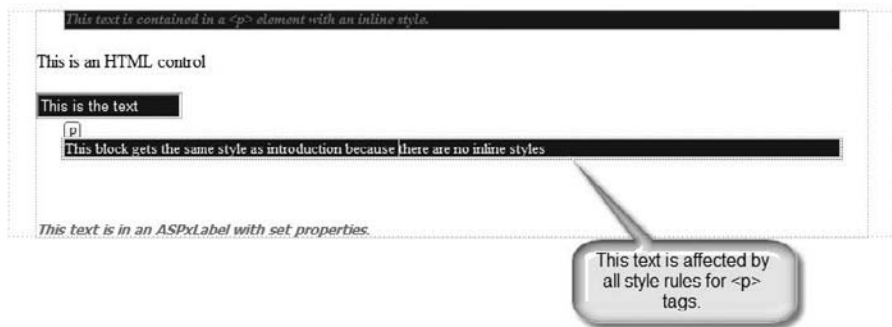 This text is contained in a <p> element with an inline style.
This is an HTML control
This is the text
p
This block gets the same style as introduction because there are no inline styles
This text is in an ASPxLabel with set properties.
This text is affected by
all style rules for <p>
tags.